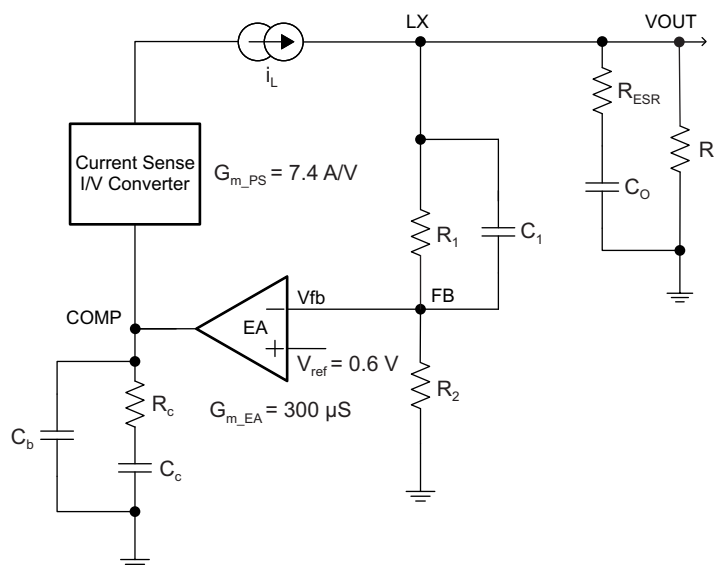 LX
VOUT
i_L
R_ESR
Current Sense
I/V Converter
G_m_PS = 7.4 A/V
R
C_O
R_1
C_1
Vfb
FB
COMP
EA
V_ref = 0.6 V
R_2
R_c
G_m_EA = 300 µS
C_b
C_c